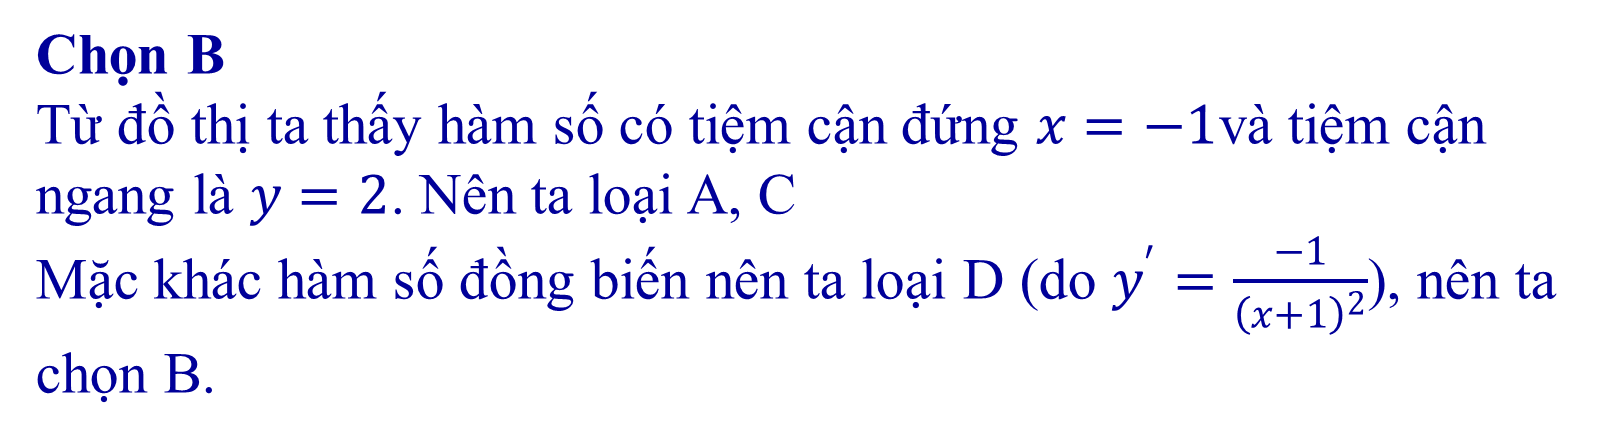 Chọn B
Từ đồ thị ta thấy hàm số có tiệm cận đứng x = −1và tiệm cận
ngang là y = 2. Nên ta loại A, C
Mặc khác hàm số đồng biến nên ta loại D (do y′ = \frac{−1}{(x+1)^2}), nên ta
chọn B.